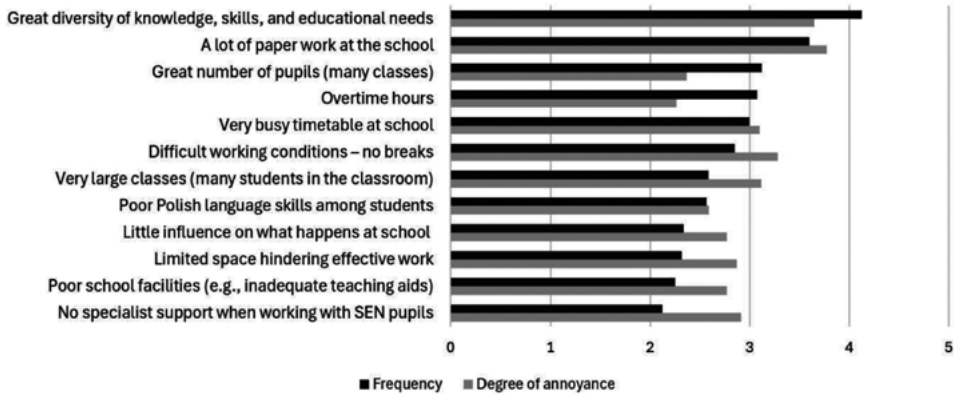 Great diversity of knowledge, skills, and educational needs
A lot of paper work at the school
Great number of pupils (many classes)
Overtime hours
Very busy timetable at school
Difficult working conditions – no breaks
Very large classes (many students in the classroom)
Poor Polish language skills among students
Little influence on what happens at school
Limited space hindering effective work
Poor school facilities (e.g., inadequate teaching aids)
No specialist support when working with SEN pupils
0 1 2 3 4 5
Frequency Degree of annoyance